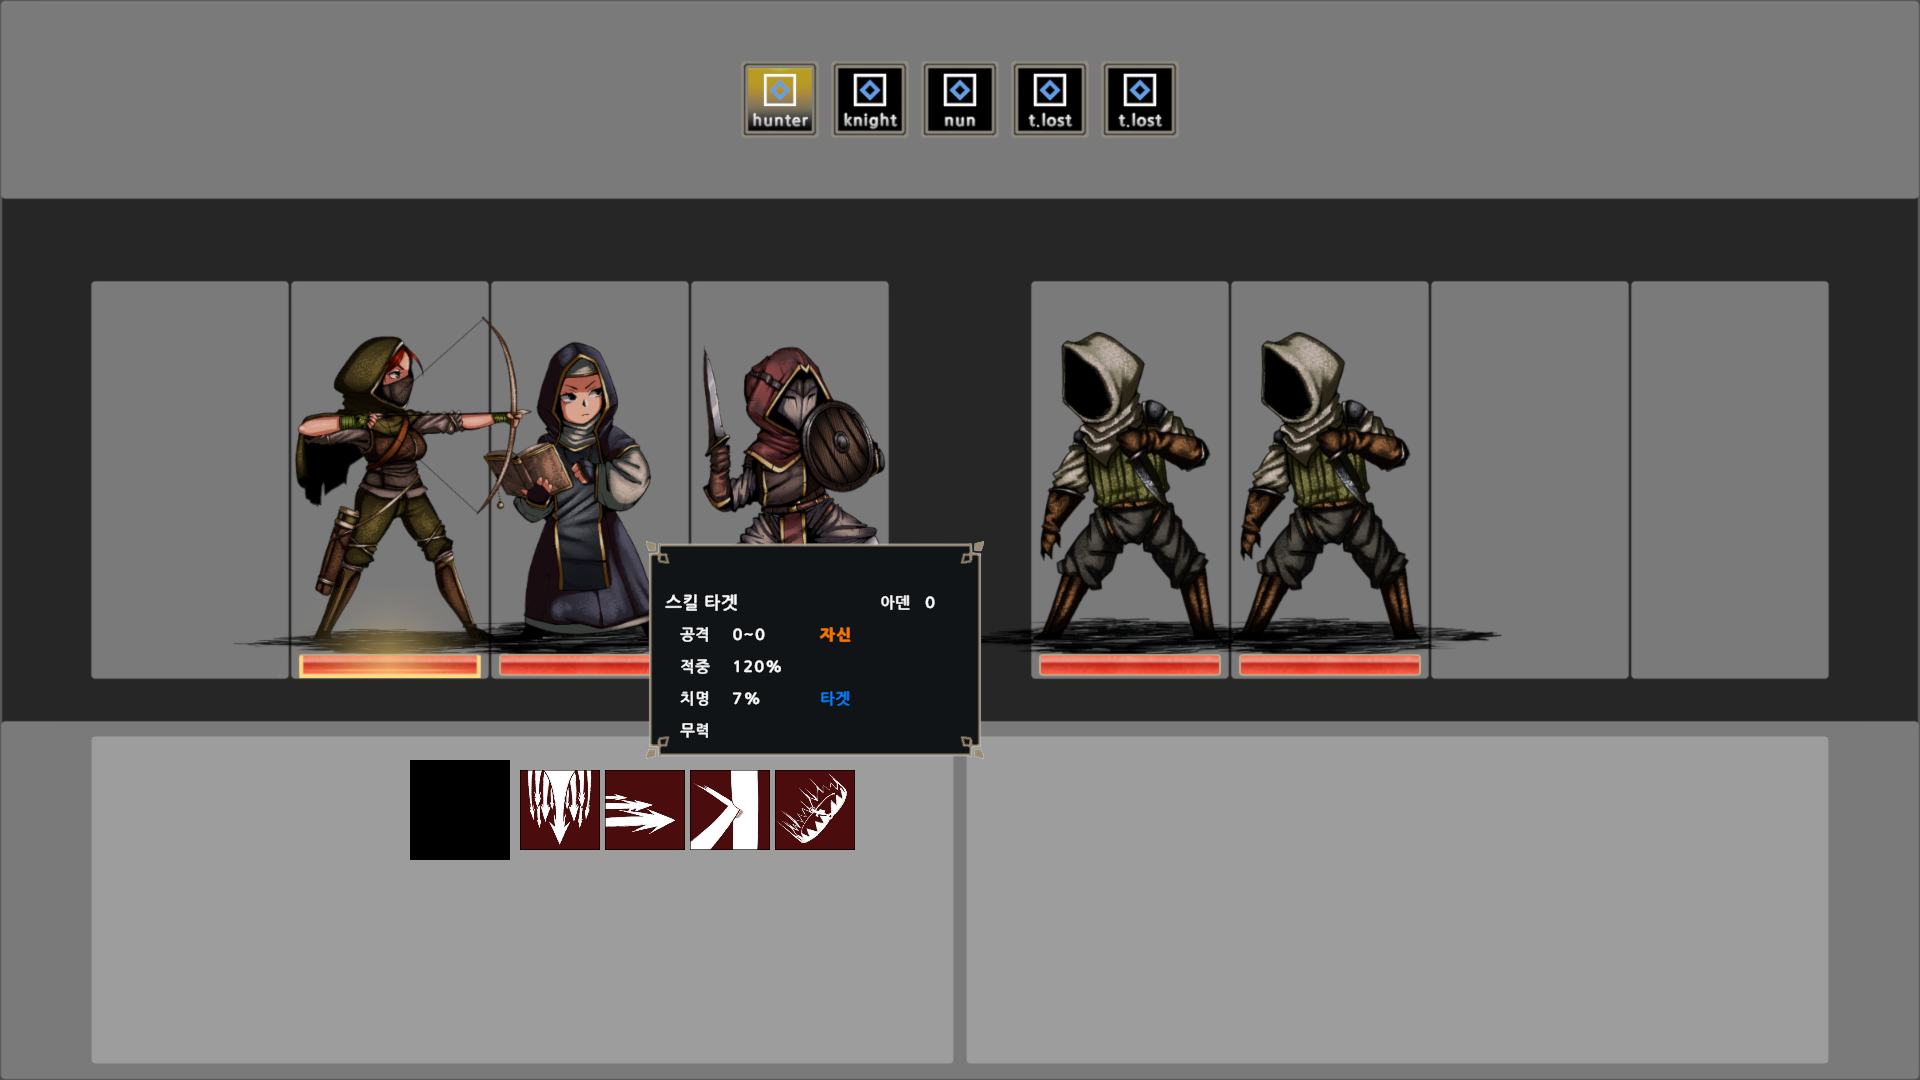 hunter knight nun t.lost t.lost
스킬 타겟 아덴 0
공격 0~0 자신
적중 120%
치명 7% 타겟
무력